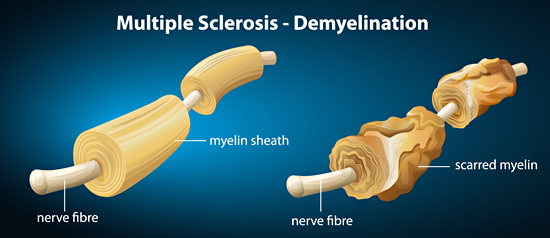 Multiple Sclerosis - Demyelination
myelin sheath
nerve fibre
scarred myelin
nerve fibre